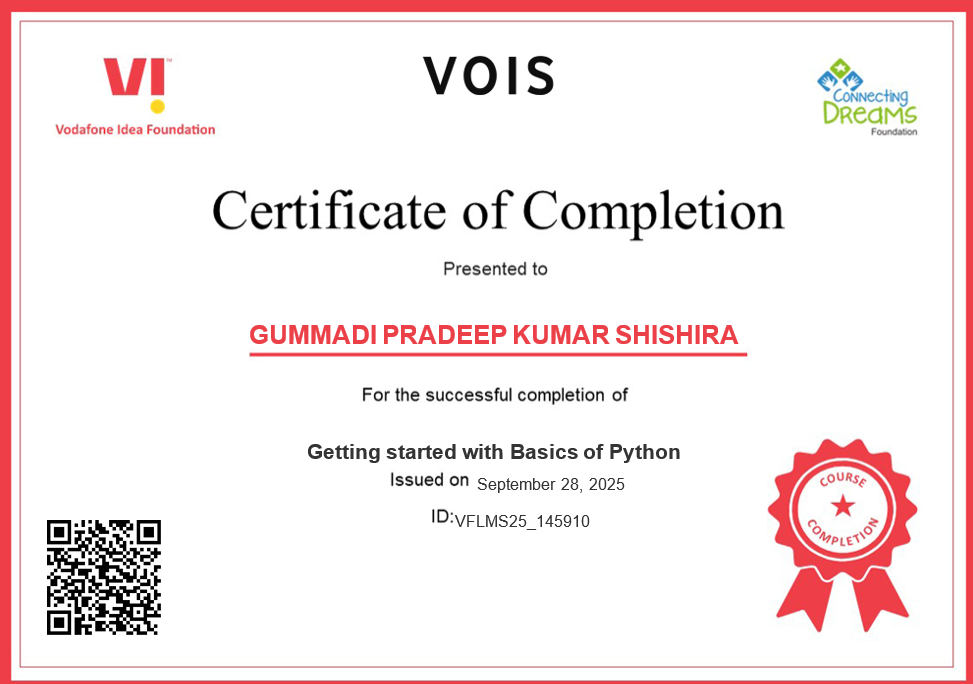 VI
TM
Vodafone Idea Foundation
VOIS
Connecting
Dreams
Foundation
Certificate of Completion
Presented to
GUMMADI PRADEEP KUMAR SHISHIRA
For the successful completion of
Getting started with Basics of Python
Issued on September 28, 2025
ID:VFLMS25_145910
COURSE
COMPLETION